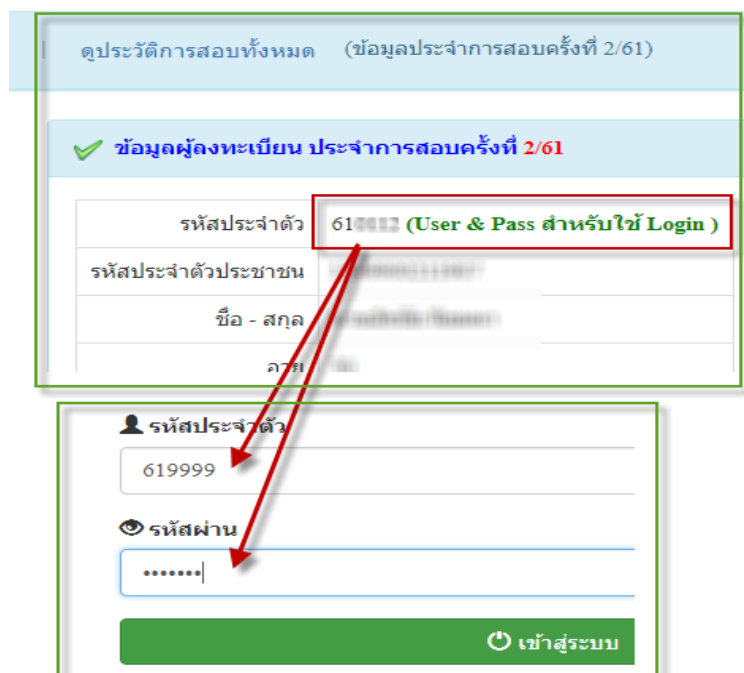 ดูประวัติการสอบทั้งหมด (ข้อมูลประจำการสอบครั้งที่ 2/61)
ข้อมูลผู้ลงทะเบียน ประจำการสอบครั้งที่ 2/61
รหัสประจำตัว 61 (User & Pass สำหรับใช้ Login )
รหัสประจำตัวประชาชน
ชื่อ - สกุล
อายุ
รหัสประจำตัว
619999
รหัสผ่าน
•••••••
เข้าสู่ระบบ